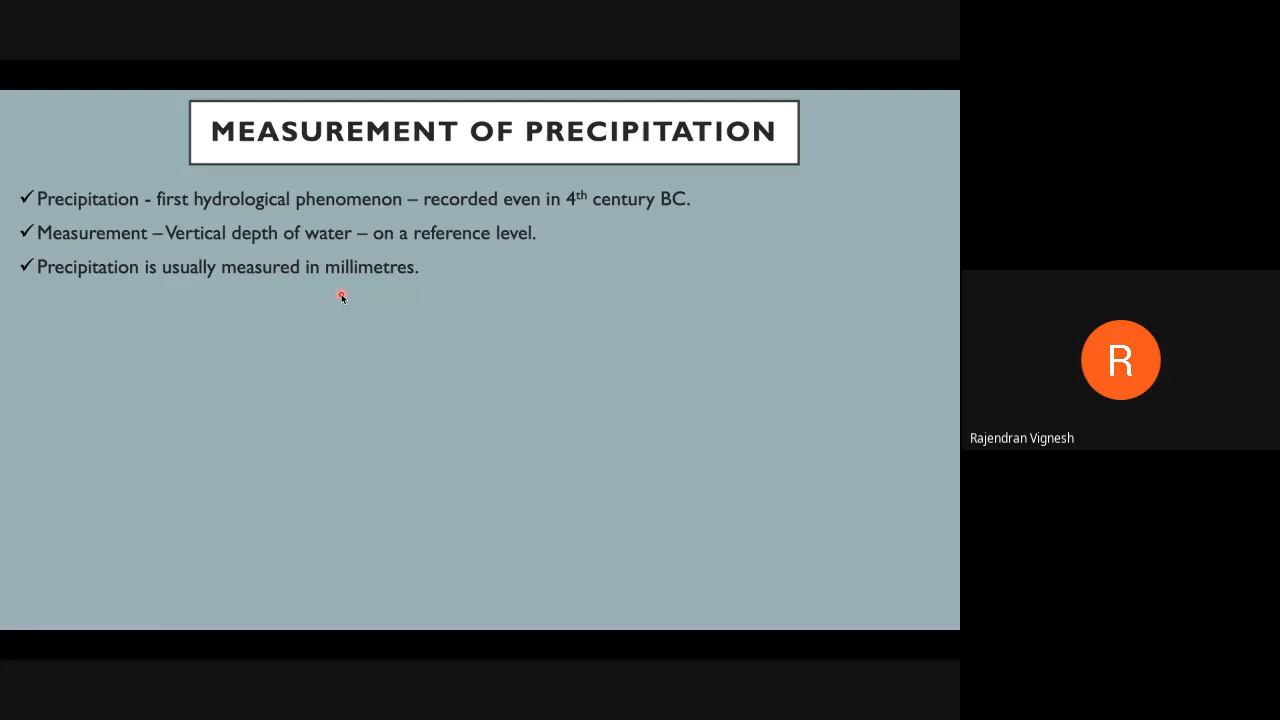 MEASUREMENT OF PRECIPITATION
✓Precipitation - first hydrological phenomenon – recorded even in 4th century BC.
✓Measurement – Vertical depth of water – on a reference level.
✓Precipitation is usually measured in millimetres.
R
Rajendran Vignesh